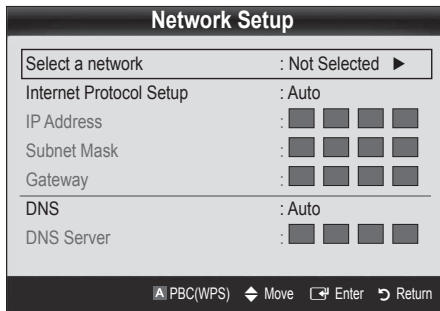 Network Setup
Select a network : Not Selected ▶
Internet Protocol Setup : Auto
IP Address :
Subnet Mask :
Gateway :
DNS : Auto
DNS Server :
A PBC(WPS) Move Enter Return